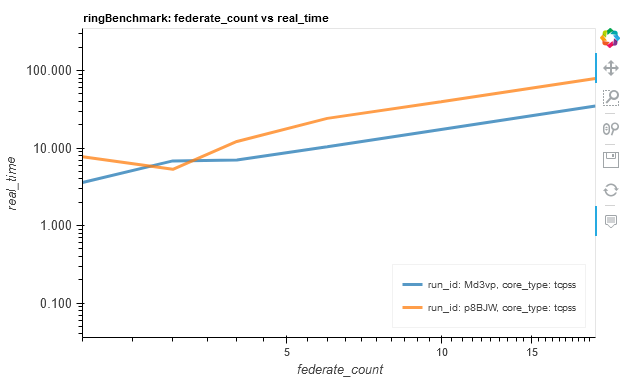 ringBenchmark: federate_count vs real_time
100.000
10.000
1.000
0.100
real_time
run_id: Md3vp, core_type: tcpss
run_id: p8BJW, core_type: tcpss
5
10
15
federate_count